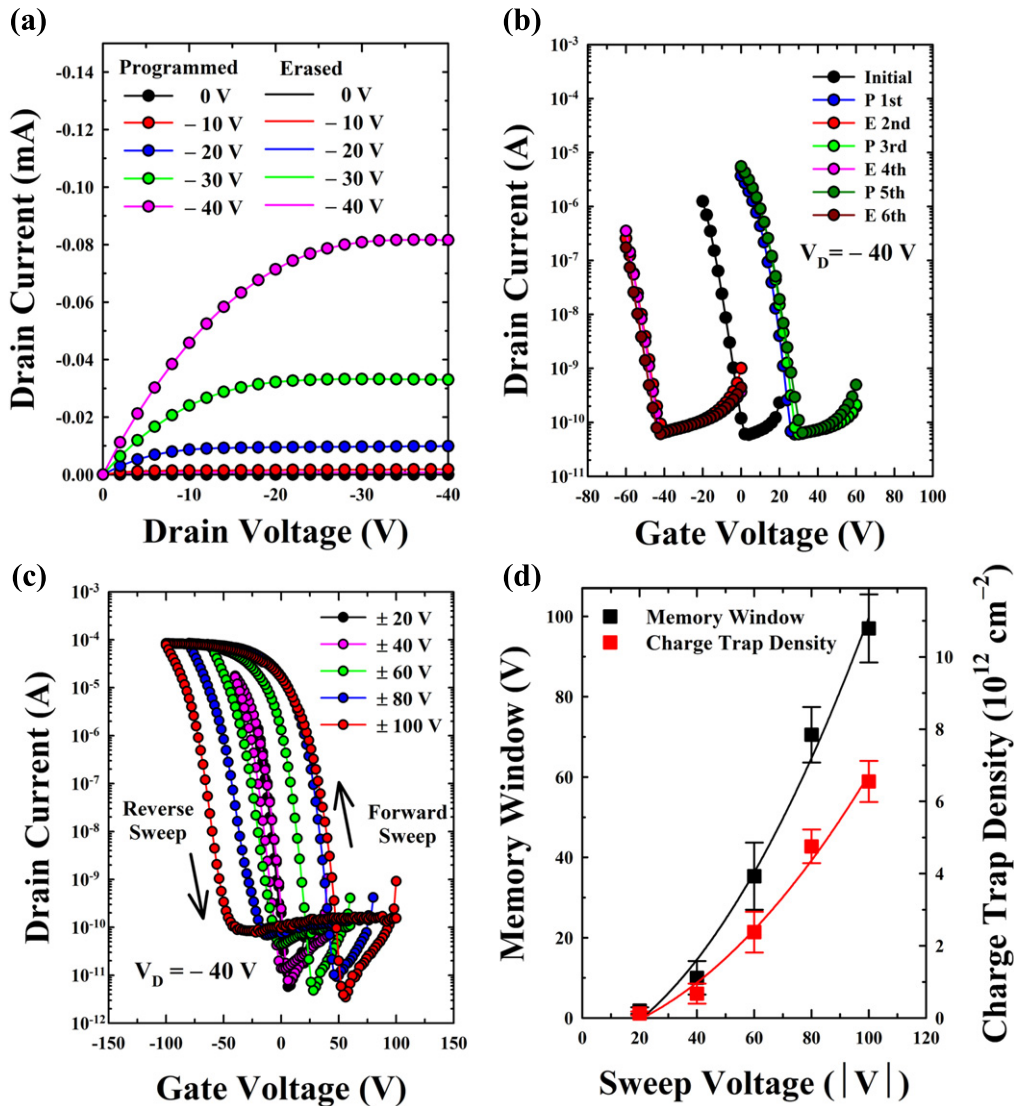 (a)
-0.14
-0.12
-0.10
-0.08
-0.06
-0.04
-0.02
0.00
Drain Current (mA)
Programmed Erased
0 V 0 V
– 10 V – 10 V
– 20 V – 20 V
– 30 V – 30 V
– 40 V – 40 V
0 -10 -20 -30 -40
Drain Voltage (V)
(b)
10-3
10-4
10-5
10-6
10-7
10-8
10-9
10-10
10-11
Drain Current (A)
Initial
P 1st
E 2nd
P 3rd
E 4th
P 5th
E 6th
VD= – 40 V
-80 -60 -40 -20 0 20 40 60 80 100
Gate Voltage (V)
(c)
10-3
10-4
10-5
10-6
10-7
10-8
10-9
10-10
10-11
10-12
Drain Current (A)
± 20 V
± 40 V
± 60 V
± 80 V
± 100 V
Reverse
Sweep
Forward
Sweep
VD = – 40 V
-150 -100 -50 0 50 100 150
Gate Voltage (V)
(d)
100
80
60
40
20
0
Memory Window (V)
Memory Window
Charge Trap Density
10
8
6
4
2
0
Charge Trap Density (1012 cm–2)
0 20 40 60 80 100
Sweep Voltage (|V|)